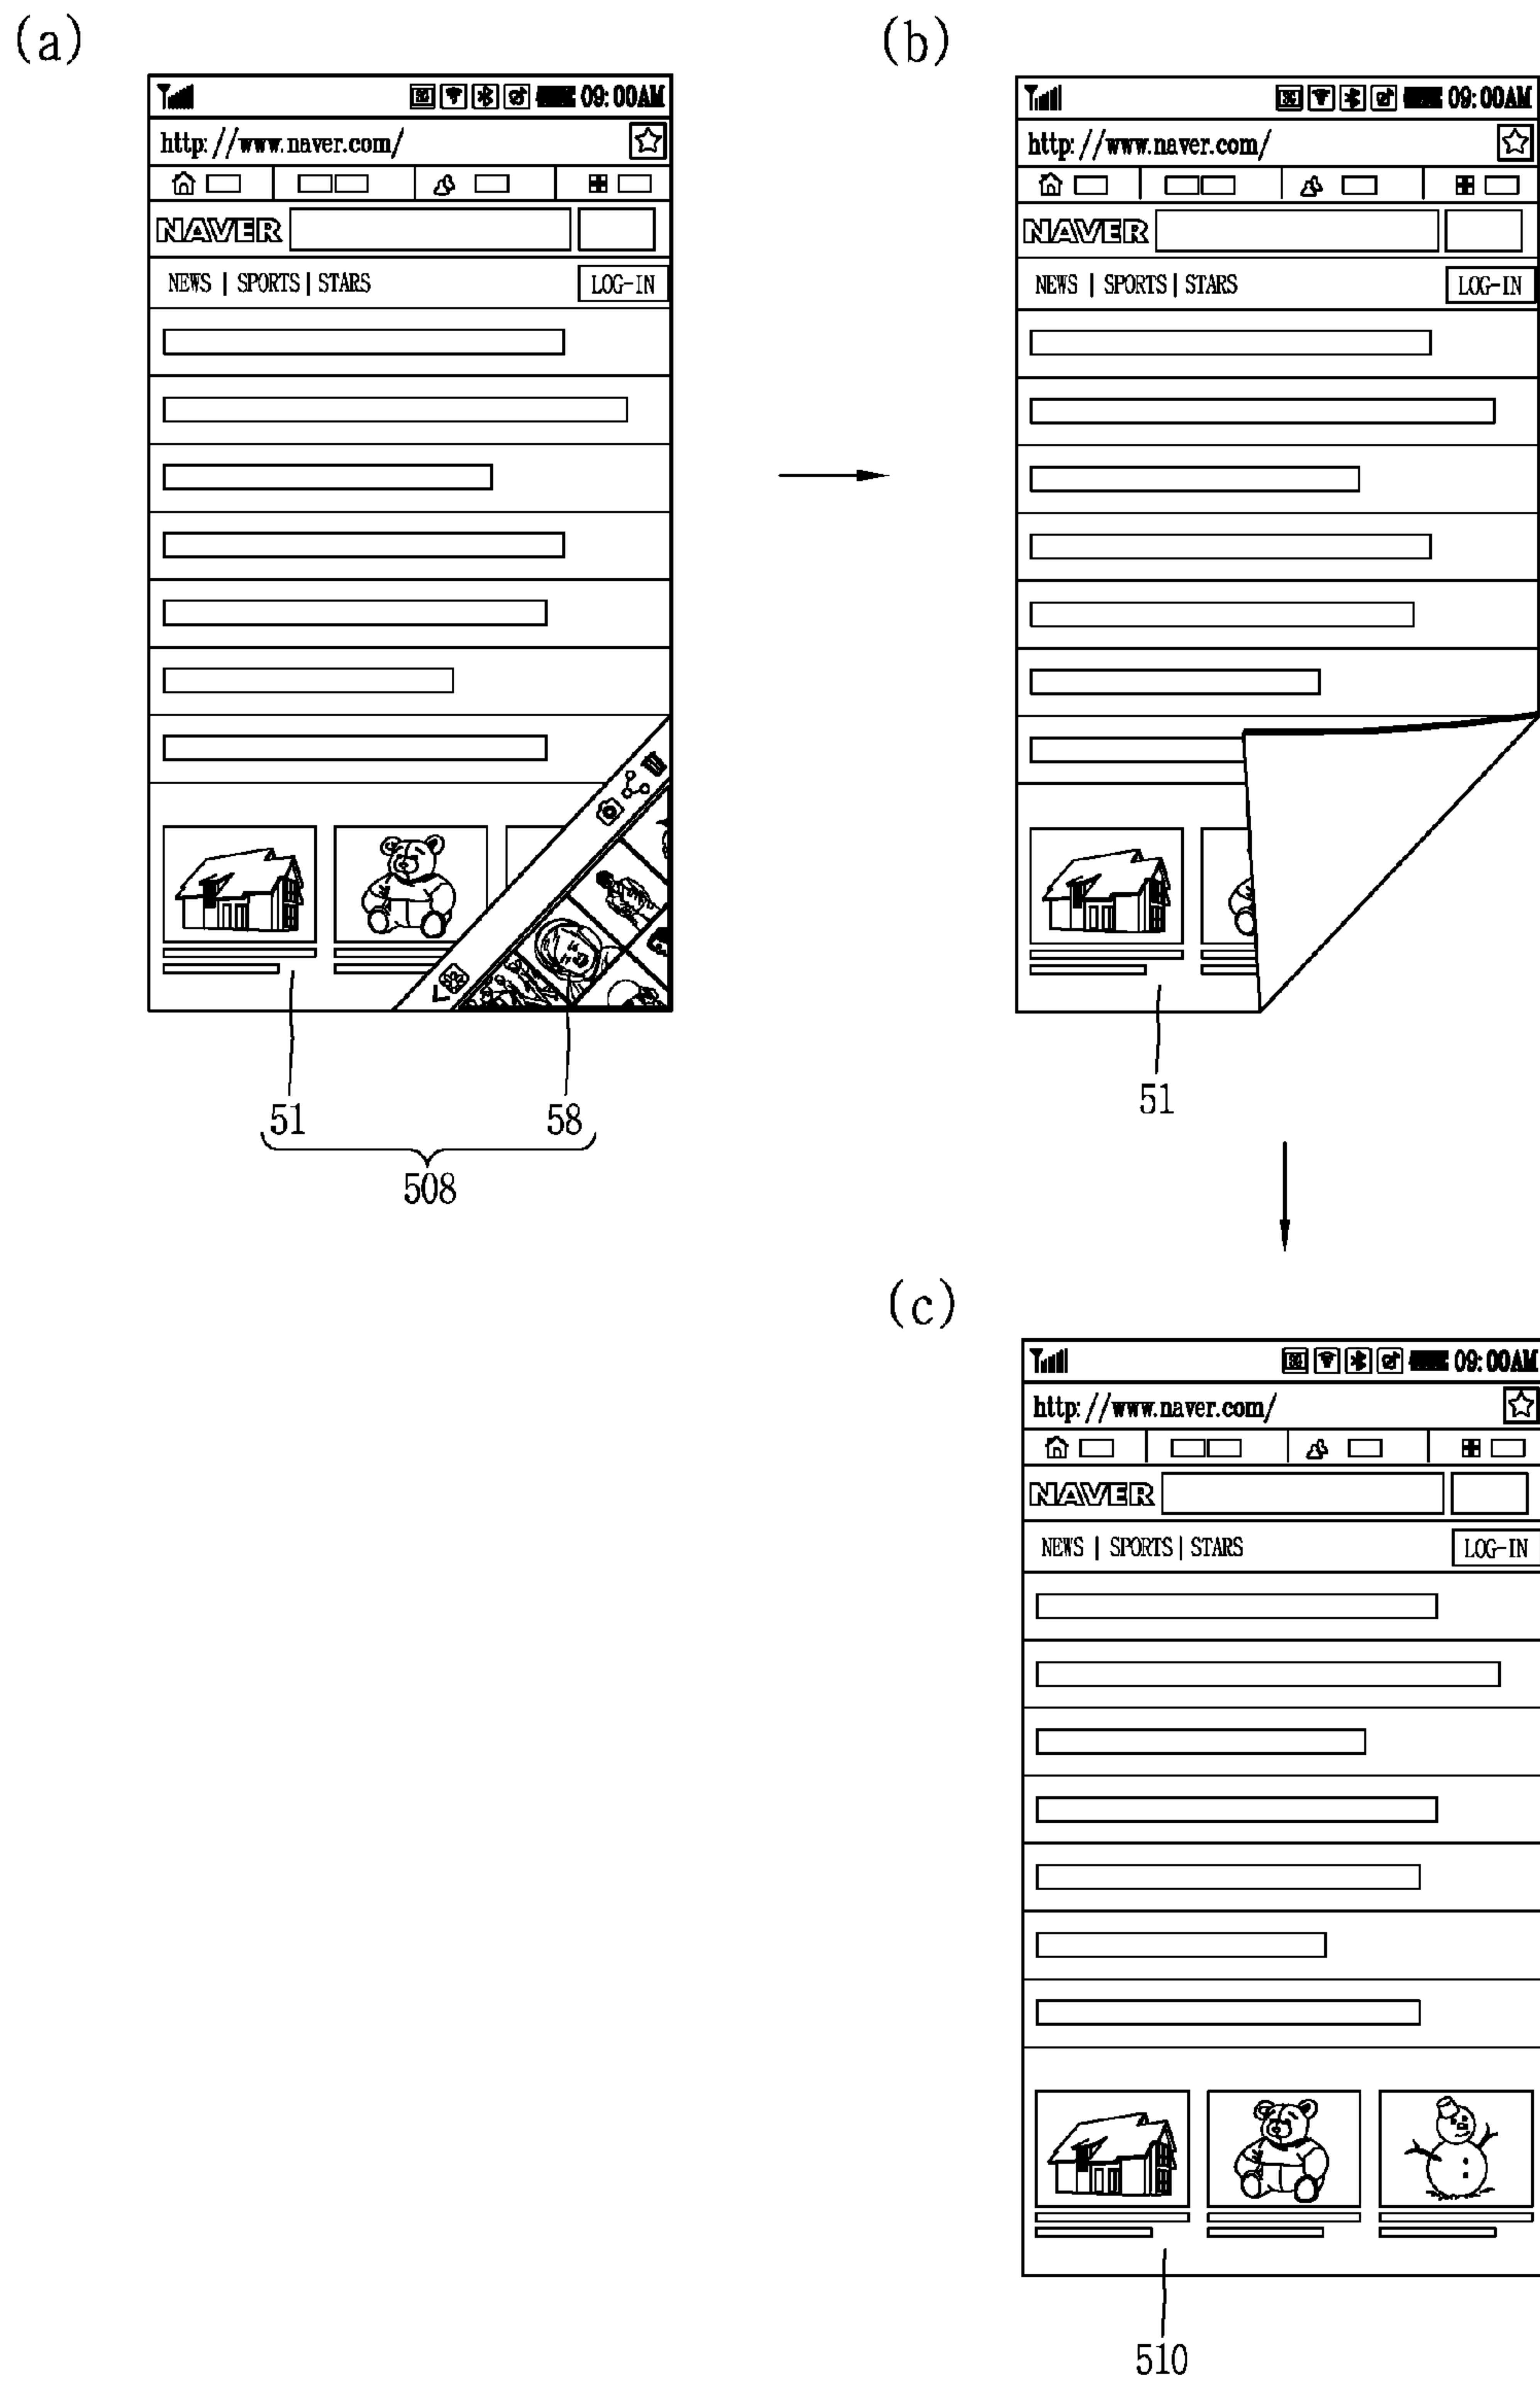 (a)
09:00AM
http://www.naver.com/
NAVER
NEWS | SPORTS | STARS
LOG-IN
51
58
508
(b)
09:00AM
http://www.naver.com/
NAVER
NEWS | SPORTS | STARS
LOG-IN
51
(c)
09:00AM
http://www.naver.com/
NAVER
NEWS | SPORTS | STARS
LOG-IN
510